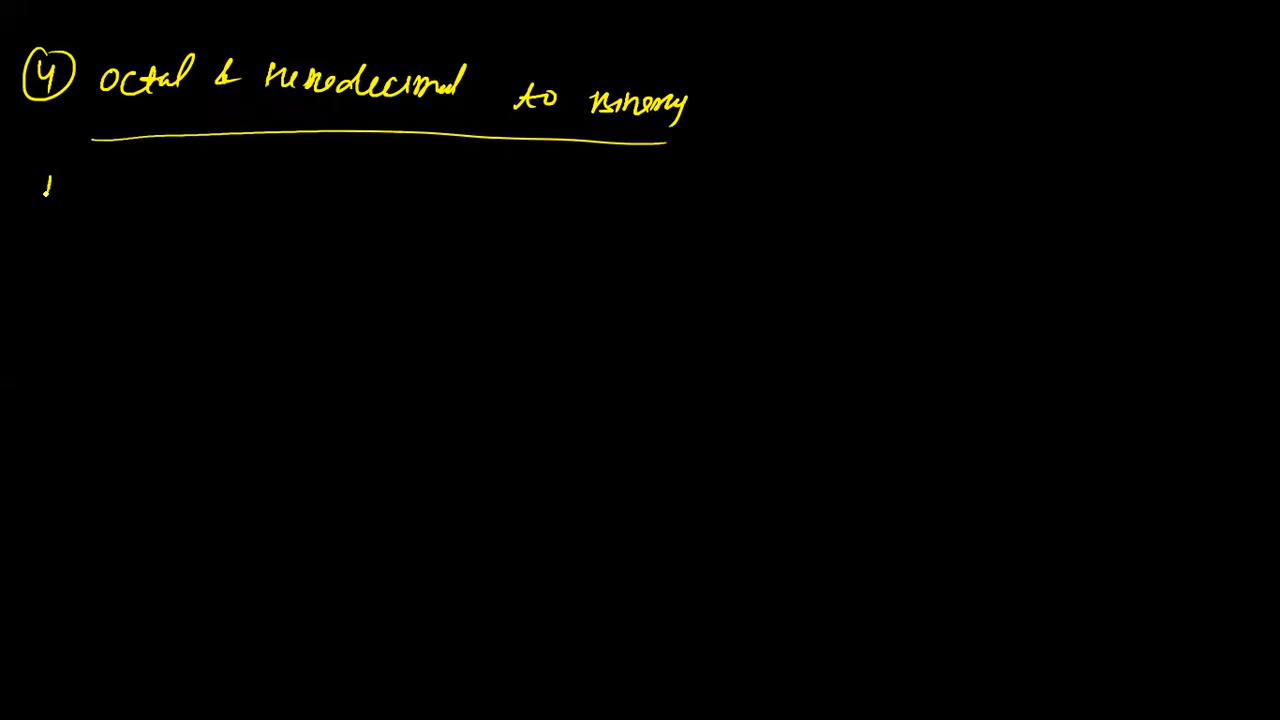 ④ Octal & Hexadecimal to Binary